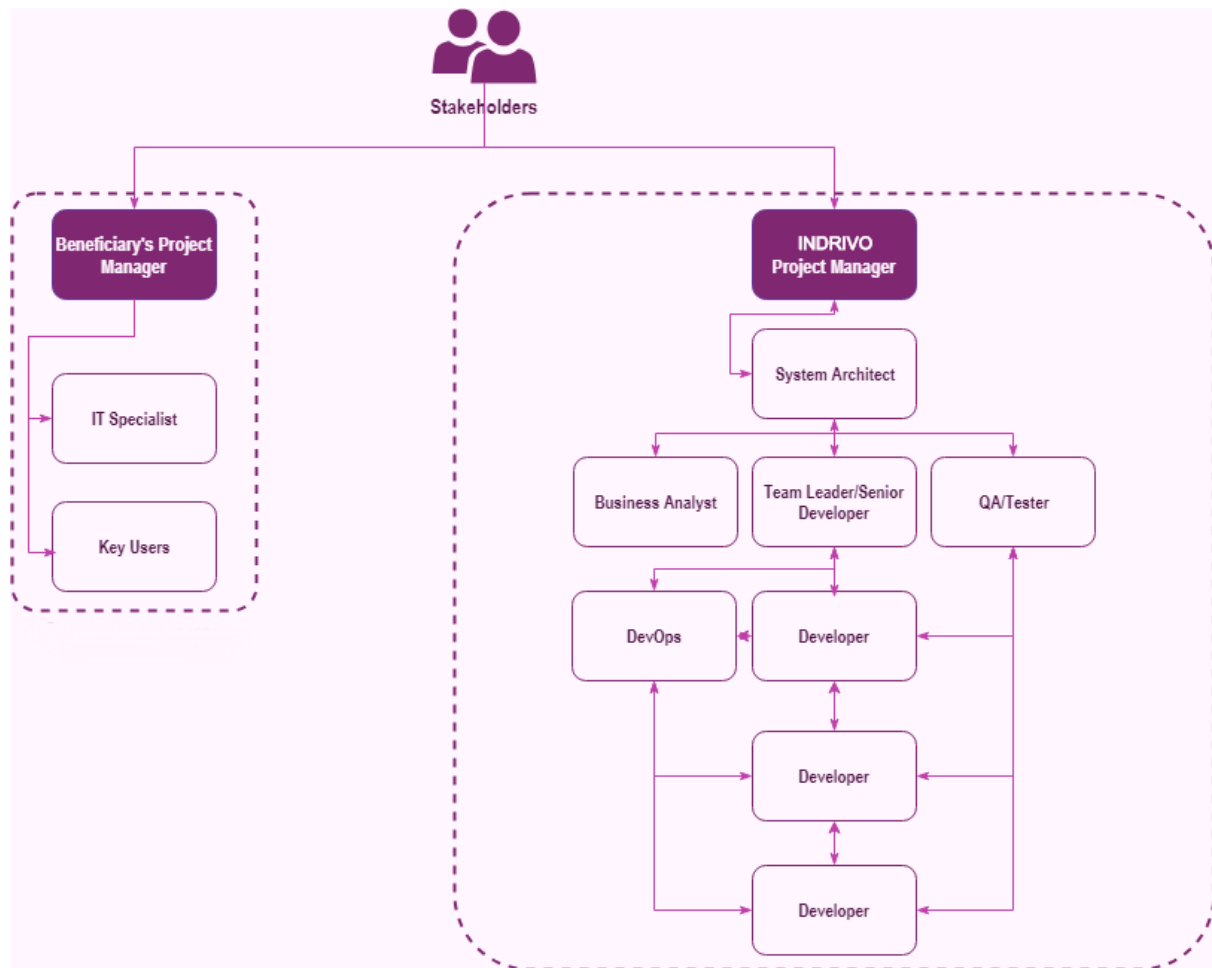 Stakeholders
Beneficiary's Project
Manager
IT Specialist
Key Users
INDRIVO
Project Manager
System Architect
Business Analyst
Team Leader/Senior
Developer
QA/Tester
DevOps
Developer
Developer
Developer